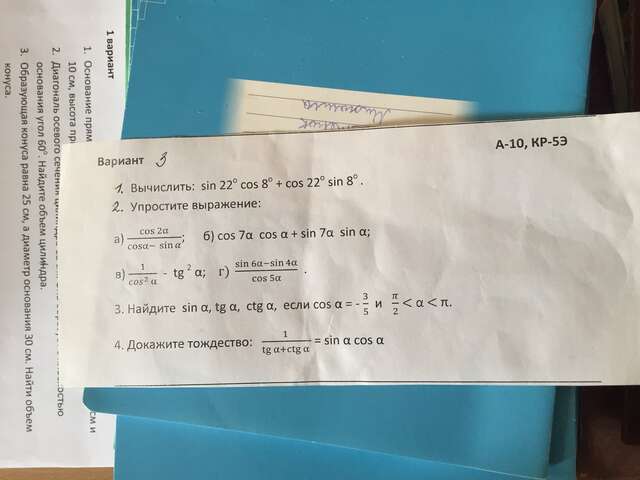 Вариант 3
А-10, КР-5Э
1. Вычислить: sin 22° cos 8° + cos 22° sin 8° .
2. Упростите выражение:
а) cos 2α / cosα− sin α ; б) cos 7α cos α + sin 7α sin α;
в) 1 / cos² α - tg ² α; г) sin 6α−sin 4α / cos 5α .
3. Найдите sin α, tg α, ctg α, если cos α = - 3/5 и π/2 < α < π.
4. Докажите тождество: 1 / tg α+ctg α = sin α cos α
1 вариант
1. Основание прям
10 см, высота пр
см и
2. Диагональ осевого сечения
основания угол 60°. Найдите объем цилиндра.
3. Образующая конуса равна 25 см, а диаметр основания 30 см. Найти объем
конуса.